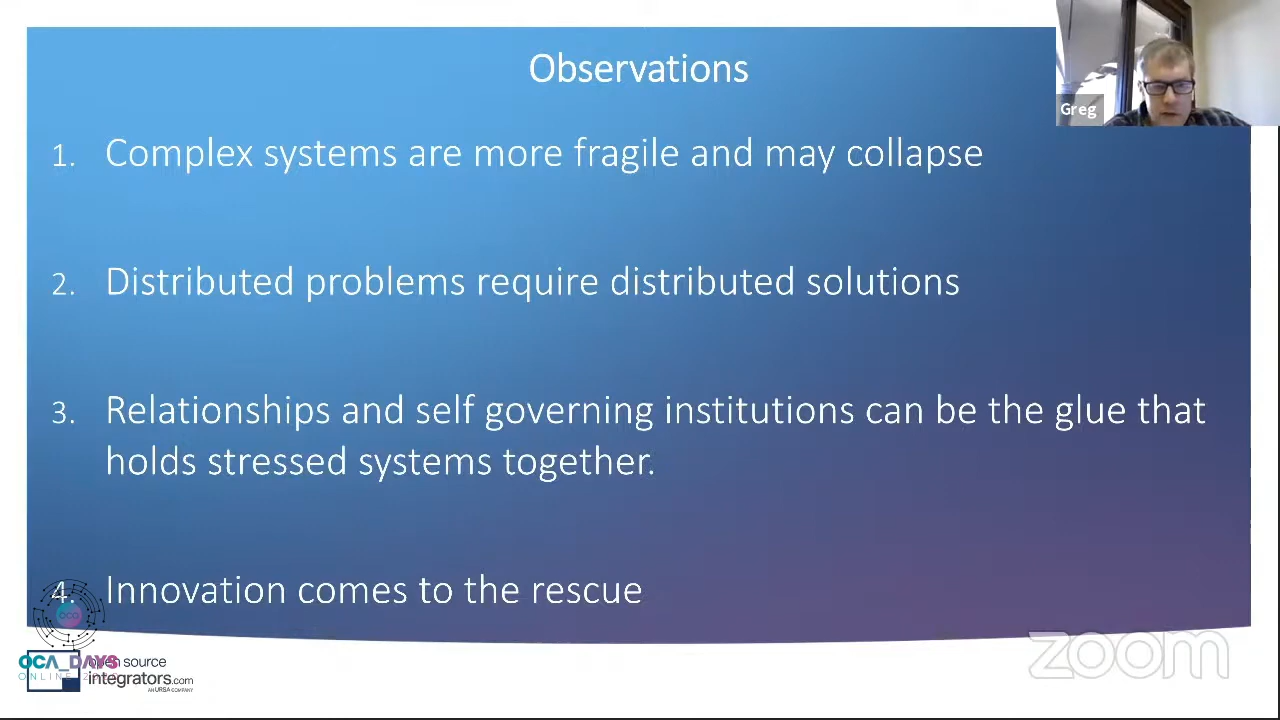 Observations
Greg
1. Complex systems are more fragile and may collapse
2. Distributed problems require distributed solutions
3. Relationships and self governing institutions can be the glue that
holds stressed systems together.
4. Innovation comes to the rescue
OCA_DAYS
open source
integrators.com
AN URSA COMPANY
zoom